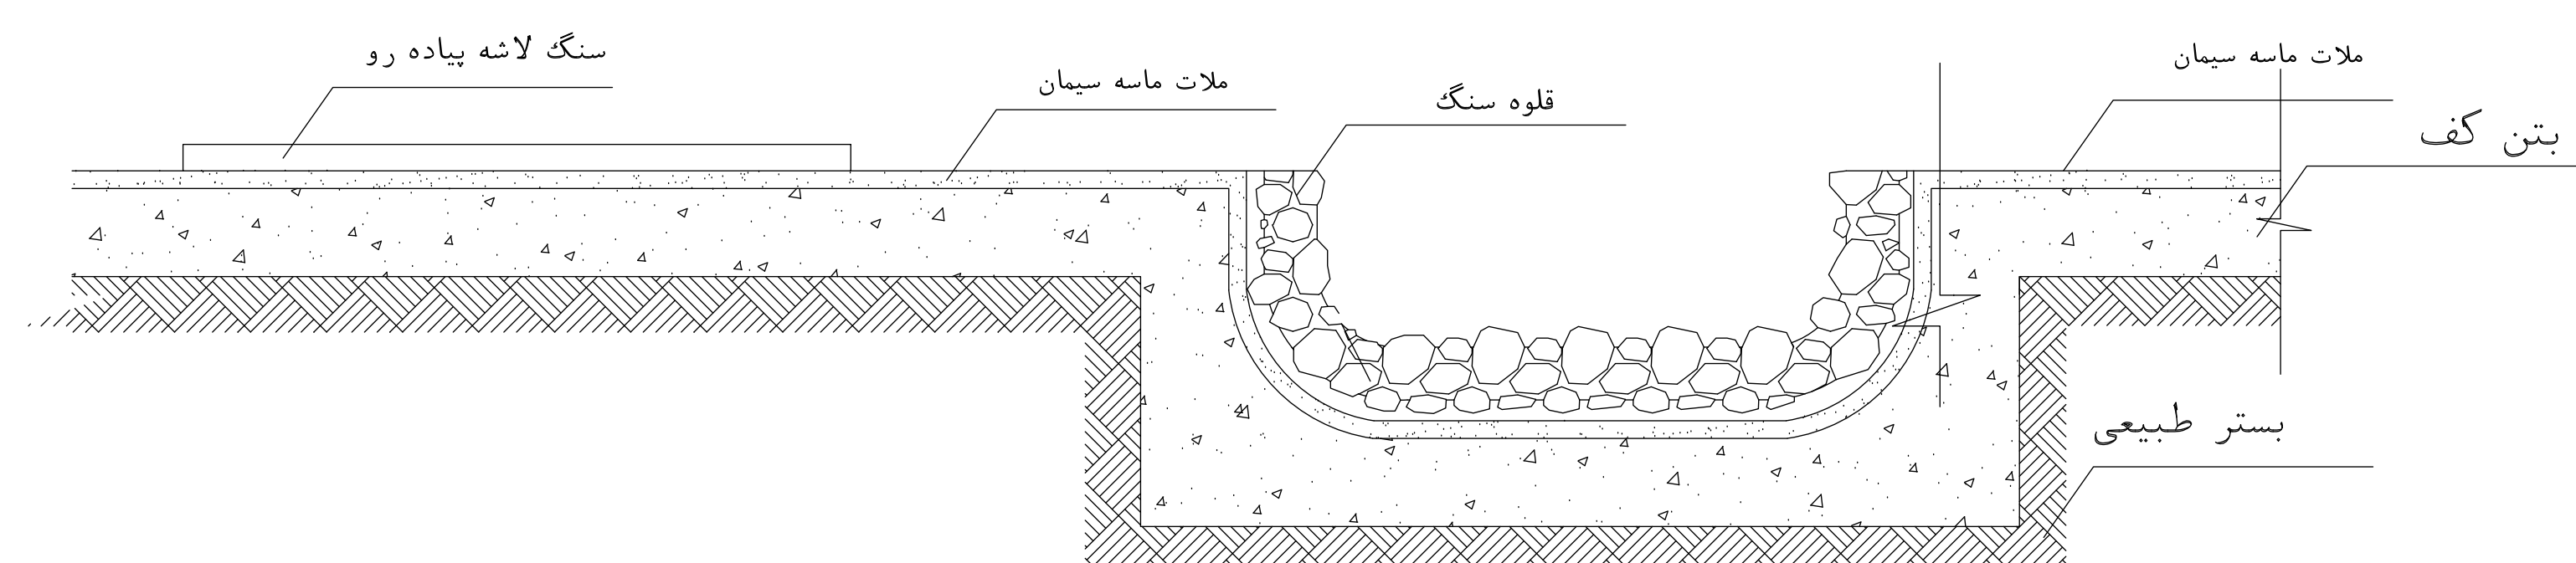 ملات ماسه سیمان
بتن کف
قلوه سنگ
ملات ماسه سیمان
سنگ لاشه پیاده رو
بستر طبیعی